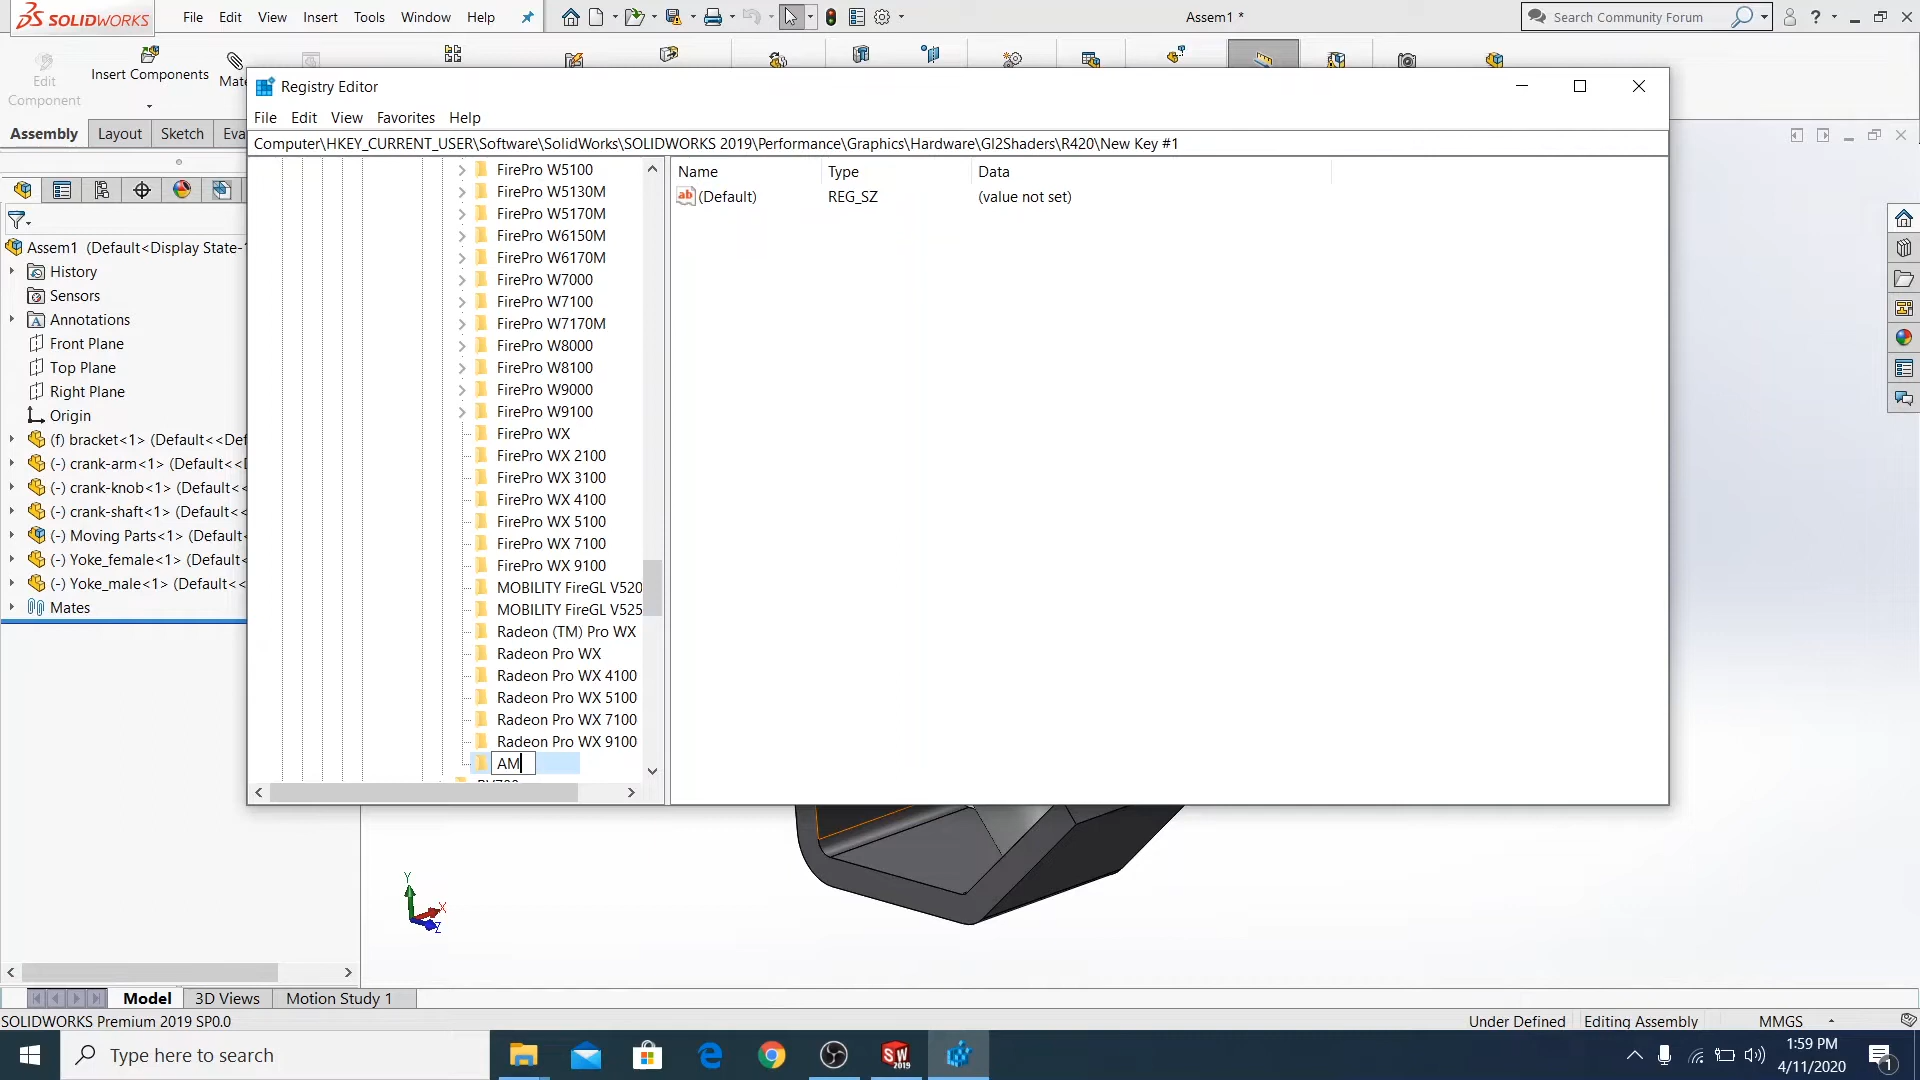 SOLIDWORKS
File Edit View Insert Tools Window Help
Assem1 *
Search Community Forum
Edit Component
Insert Components
Mate
Assembly Layout Sketch Eva
Registry Editor
File Edit View Favorites Help
Computer\HKEY_CURRENT_USER\Software\SolidWorks\SOLIDWORKS 2019\Performance\Graphics\Hardware\Gl2Shaders\R420\New Key #1
FirePro W5100
FirePro W5130M
FirePro W5170M
FirePro W6150M
FirePro W6170M
FirePro W7000
FirePro W7100
FirePro W7170M
FirePro W8000
FirePro W8100
FirePro W9000
FirePro W9100
FirePro WX
FirePro WX 2100
FirePro WX 3100
FirePro WX 4100
FirePro WX 5100
FirePro WX 7100
FirePro WX 9100
MOBILITY FireGL V520
MOBILITY FireGL V525
Radeon (TM) Pro WX
Radeon Pro WX
Radeon Pro WX 4100
Radeon Pro WX 5100
Radeon Pro WX 7100
Radeon Pro WX 9100
AM
Name Type Data
ab (Default) REG_SZ (value not set)
Assem1 (Default<Display State-1
History
Sensors
Annotations
Front Plane
Top Plane
Right Plane
Origin
(f) bracket<1> (Default<<Def
(-) crank-arm<1> (Default<<D
(-) crank-knob<1> (Default<<
(-) crank-shaft<1> (Default<<
(-) Moving Parts<1> (Default<
(-) Yoke_female<1> (Default<
(-) Yoke_male<1> (Default<<
Mates
Y
X
Z
Model 3D Views Motion Study 1
SOLIDWORKS Premium 2019 SP0.0
Under Defined Editing Assembly MMGS
Type here to search
SW 2019
1:59 PM
4/11/2020
1